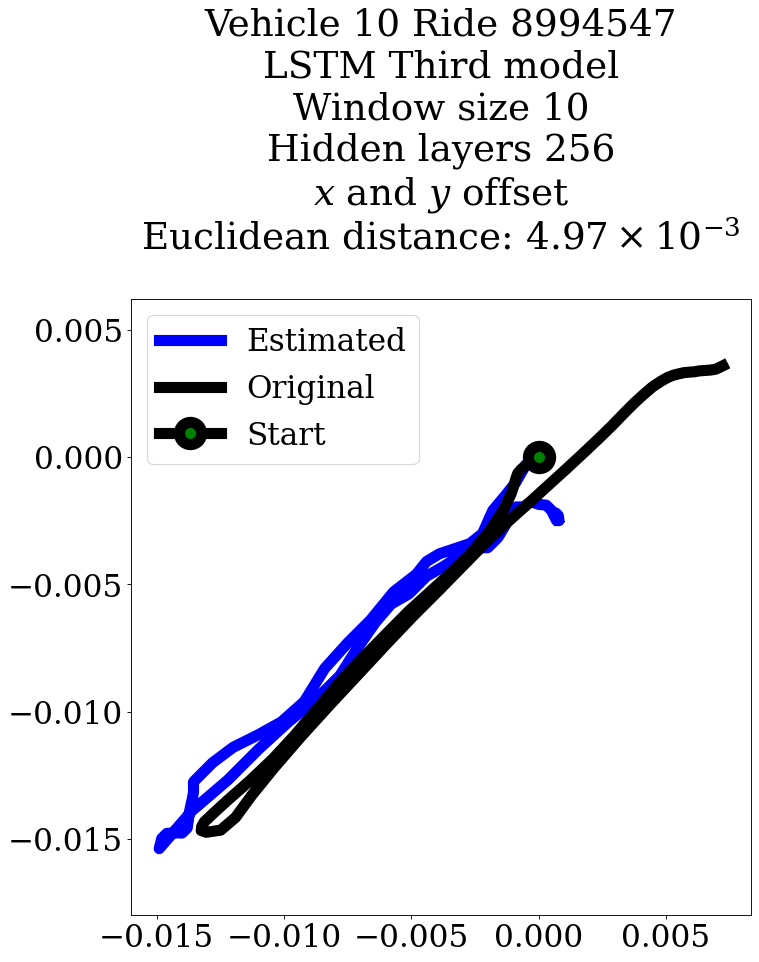 Vehicle 10 Ride 8994547
LSTM Third model
Window size 10
Hidden layers 256
x and y offset
Euclidean distance: 4.97 × 10⁻³
Estimated
Original
Start
0.005
0.000
−0.005
−0.010
−0.015
−0.015 −0.010 −0.005 0.000 0.005